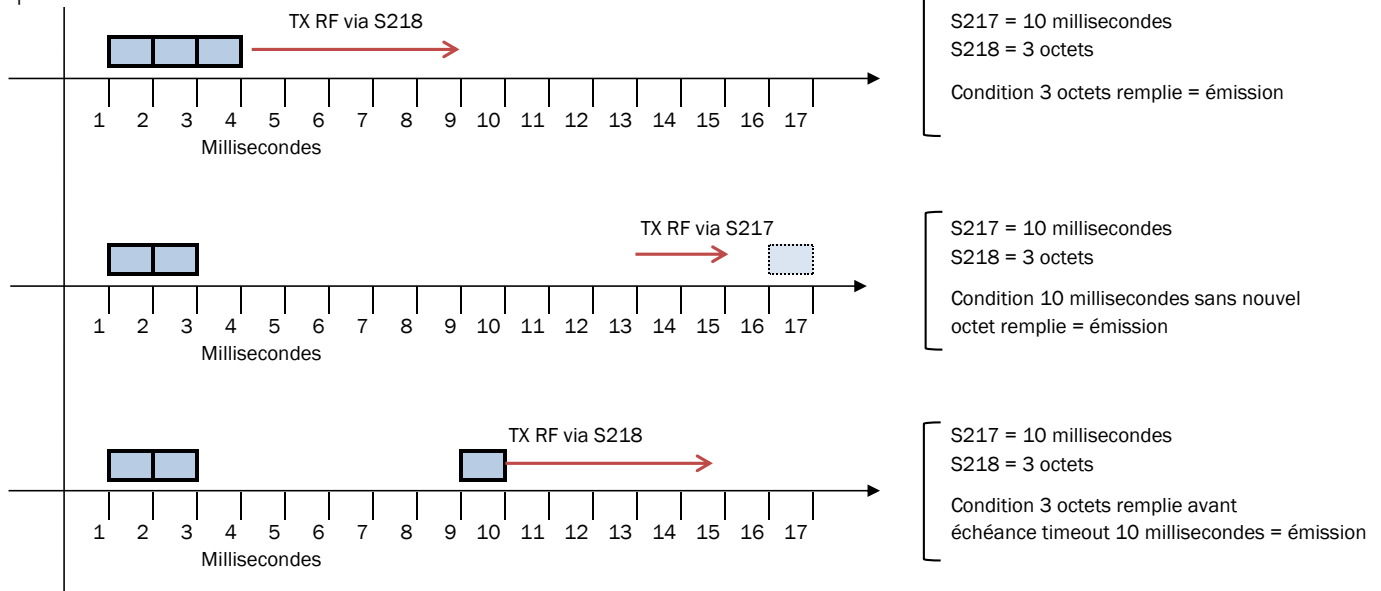 TX RF via S218
1 2 3 4 5 6 7 8 9 10 11 12 13 14 15 16 17
Millisecondes
S217 = 10 millisecondes
S218 = 3 octets
Condition 3 octets remplie = émission
TX RF via S217
1 2 3 4 5 6 7 8 9 10 11 12 13 14 15 16 17
Millisecondes
S217 = 10 millisecondes
S218 = 3 octets
Condition 10 millisecondes sans nouvel
octet remplie = émission
TX RF via S218
1 2 3 4 5 6 7 8 9 10 11 12 13 14 15 16 17
Millisecondes
S217 = 10 millisecondes
S218 = 3 octets
Condition 3 octets remplie avant
échéance timeout 10 millisecondes = émission